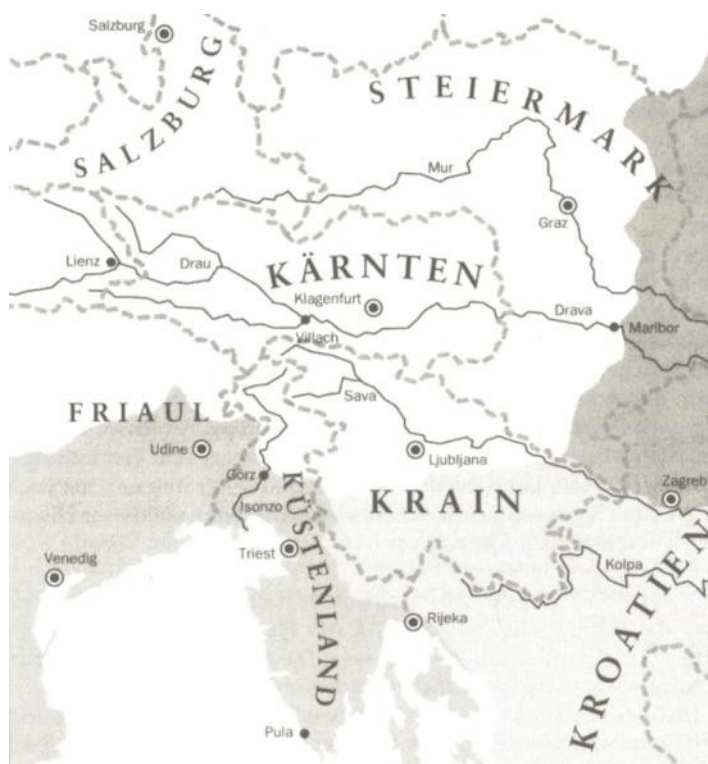 Salzburg
SALZBURG
STEIERMARK
Mur
Graz
Lienz
Drau
KÄRNTEN
Klagenfurt
Villach
Drava
Maribor
FRIAUL
Sava
Udine
Ljubljana
Görz
Isonzo
KÜSTENLAND
KRAIN
Zagreb
Venedig
Triest
Kolpa
KROATIEN
Rijeka
Pula